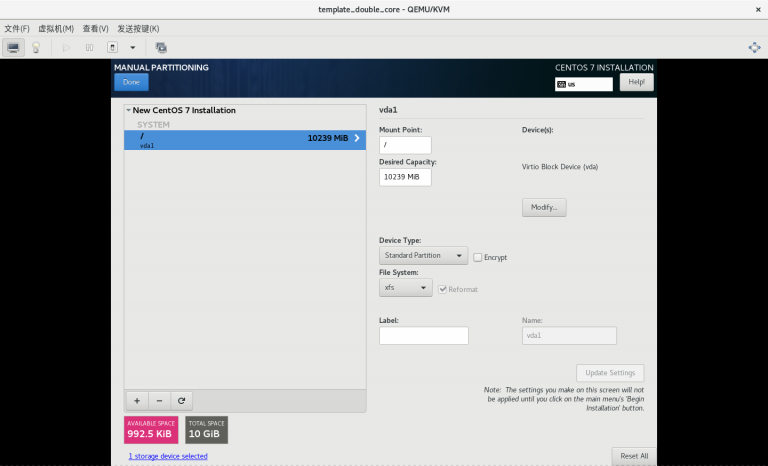 template_double_core - QEMU/KVM
×
文件(F) 虚拟机(M) 查看(V) 发送按键(K)
MANUAL PARTITIONING
CENTOS 7 INSTALLATION
Done
us
Help!
New CentOS 7 Installation
SYSTEM
/
10239 MiB
vda1
vda1
Mount Point:
Device(s):
/
Desired Capacity:
Virtio Block Device (vda)
10239 MiB
Modify...
Device Type:
Standard Partition
Encrypt
File System:
xfs
Reformat
Label:
Name:
vda1
Update Settings
Note: The settings you make on this screen will not
be applied until you click on the main menu's 'Begin
Installation' button.
+ −
AVAILABLE SPACE
992.5 KiB
TOTAL SPACE
10 GiB
1 storage device selected
Reset All